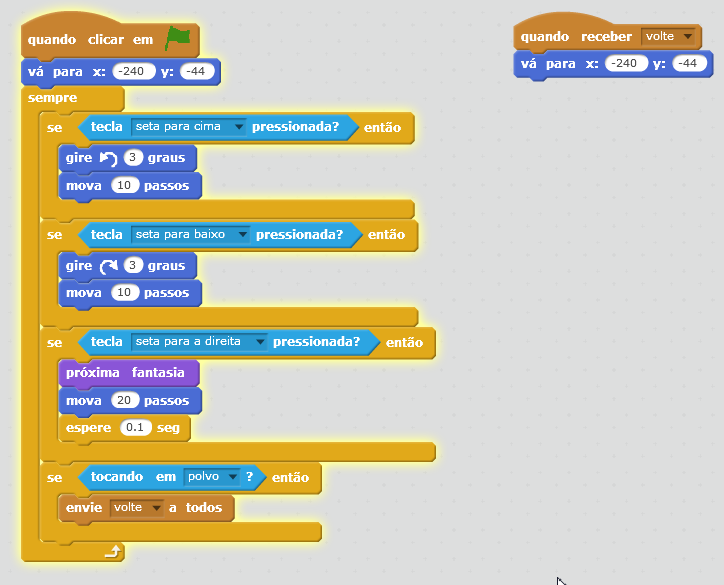 quando clicar em
vá para x: -240 y: -44
sempre
se tecla seta para cima pressionada? então
gire 3 graus
mova 10 passos
se tecla seta para baixo pressionada? então
gire 3 graus
mova 10 passos
se tecla seta para a direita pressionada? então
próxima fantasia
mova 20 passos
espere 0.1 seg
se tocando em polvo ? então
envie volte a todos
quando receber volte
vá para x: -240 y: -44